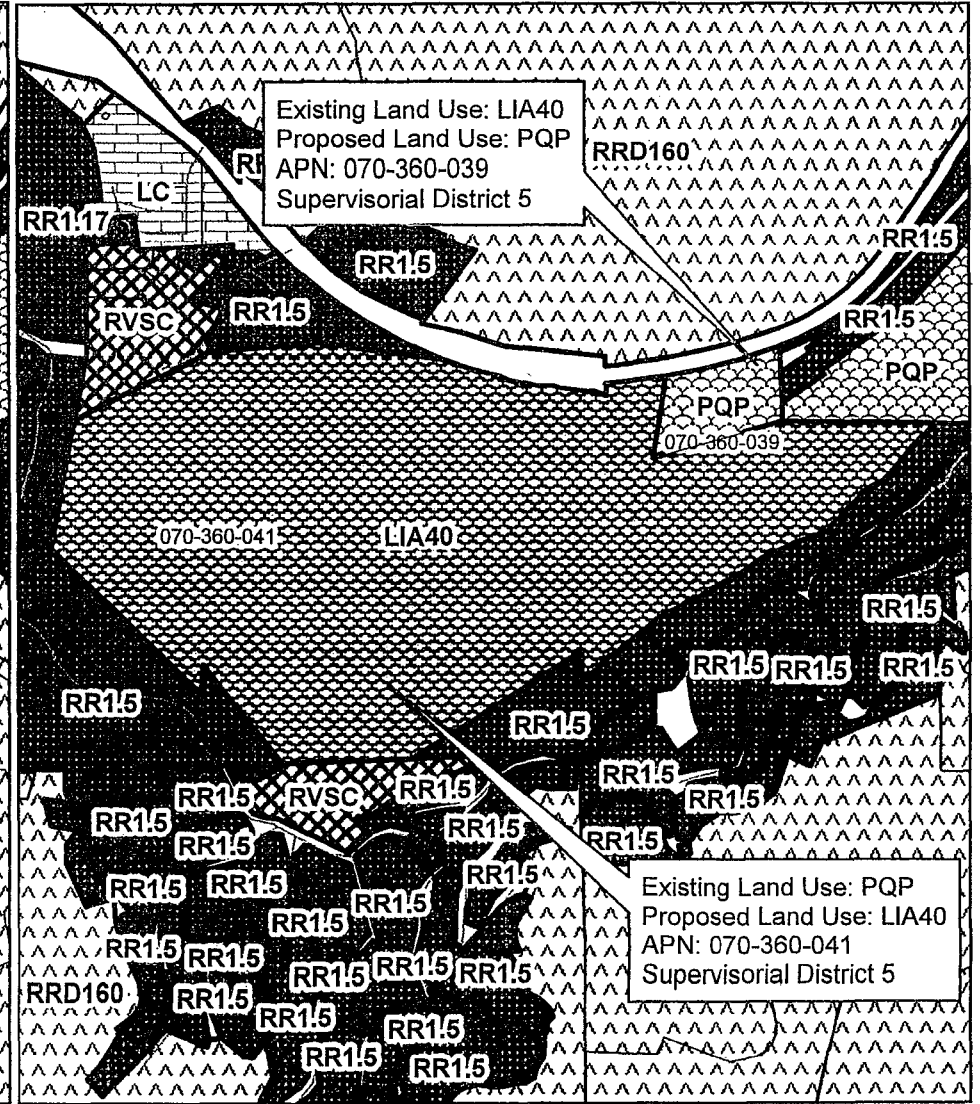 Existing Land Use: LIA40
Proposed Land Use: PQP
APN: 070-360-039
Supervisorial District 5
RRD160
LC
RR1.17
RR1.5
RR1.5
RR1.5
RVSC
RR1.5
PQP
PQP
070-360-039
070-360-041
LIA40
RR1.5
RR1.5
RR1.5
RR1.5
RR1.5
RR1.5
RR1.5
RR1.5
RVSC
RR1.5
RR1.5
RR1.5
RR1.5
RR1.5
RR1.5
RR1.5
RR1.5
RR1.5
RR1.5
Existing Land Use: PQP
Proposed Land Use: LIA40
APN: 070-360-041
Supervisorial District 5
RR1.5
RR1.5
RR1.5
RR1.5
RR1.5
RR1.5
RR1.5
RRD160
RR1.5
RR1.5
RR1.5
RR1.5
RR1.5